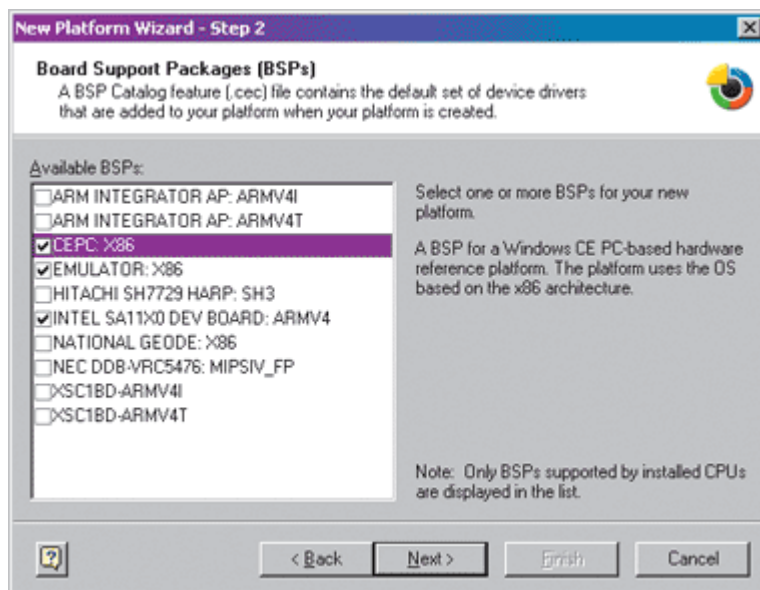 New Platform Wizard - Step 2
Board Support Packages (BSPs)
A BSP Catalog feature (.cec) file contains the default set of device drivers
that are added to your platform when your platform is created.
Available BSPs:
ARM INTEGRATOR AP: ARMV4I
ARM INTEGRATOR AP: ARMV4T
CEPC: X86
EMULATOR: X86
HITACHI SH7729 HARP: SH3
INTEL SA11X0 DEV BOARD: ARMV4
NATIONAL GEODE: X86
NEC DDB-VRC5476: MIPSIV_FP
XSC1BD-ARMV4I
XSC1BD-ARMV4T
Select one or more BSPs for your new
platform.
A BSP for a Windows CE PC-based hardware
reference platform. The platform uses the OS
based on the x86 architecture.
Note: Only BSPs supported by installed CPUs
are displayed in the list.
?
< Back
Next >
Finish
Cancel